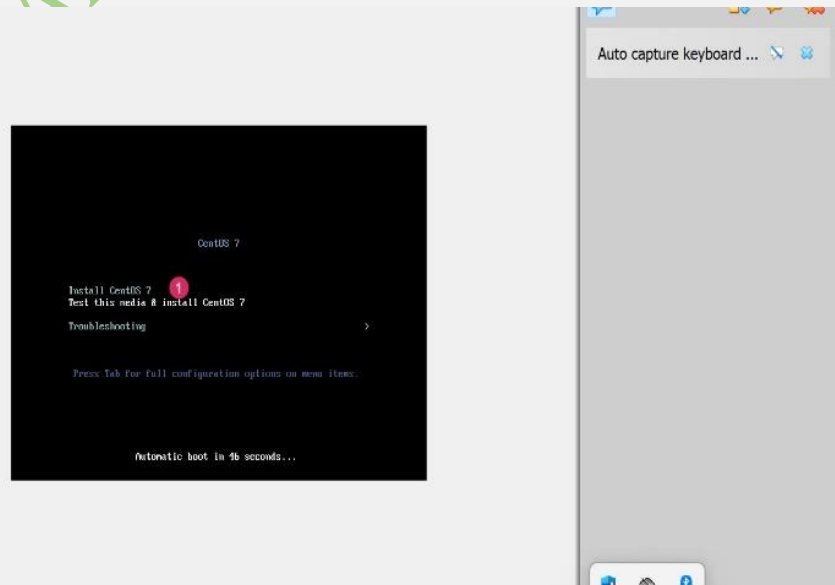 Auto capture keyboard ...
CentOS 7
Install CentOS 7
1
Test this media & install CentOS 7
Troubleshooting >
Press Tab for full configuration options on menu items.
Automatic boot in 46 seconds...